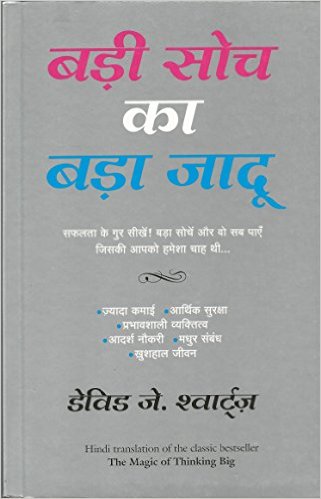 बड़ी सोच
का
बड़ा जादू
सफलता के गुर सीखें! बड़ा सोचें और वो सब पाएँ
जिसकी आपको हमेशा चाह थी...
•ज़्यादा कमाई •आर्थिक सुरक्षा
•प्रभावशाली व्यक्तित्व
•आदर्श नौकरी •मधुर संबंध
•खुशहाल जीवन
डेविड जे. श्वार्ट्ज़
Hindi translation of the classic bestseller
The Magic of Thinking Big